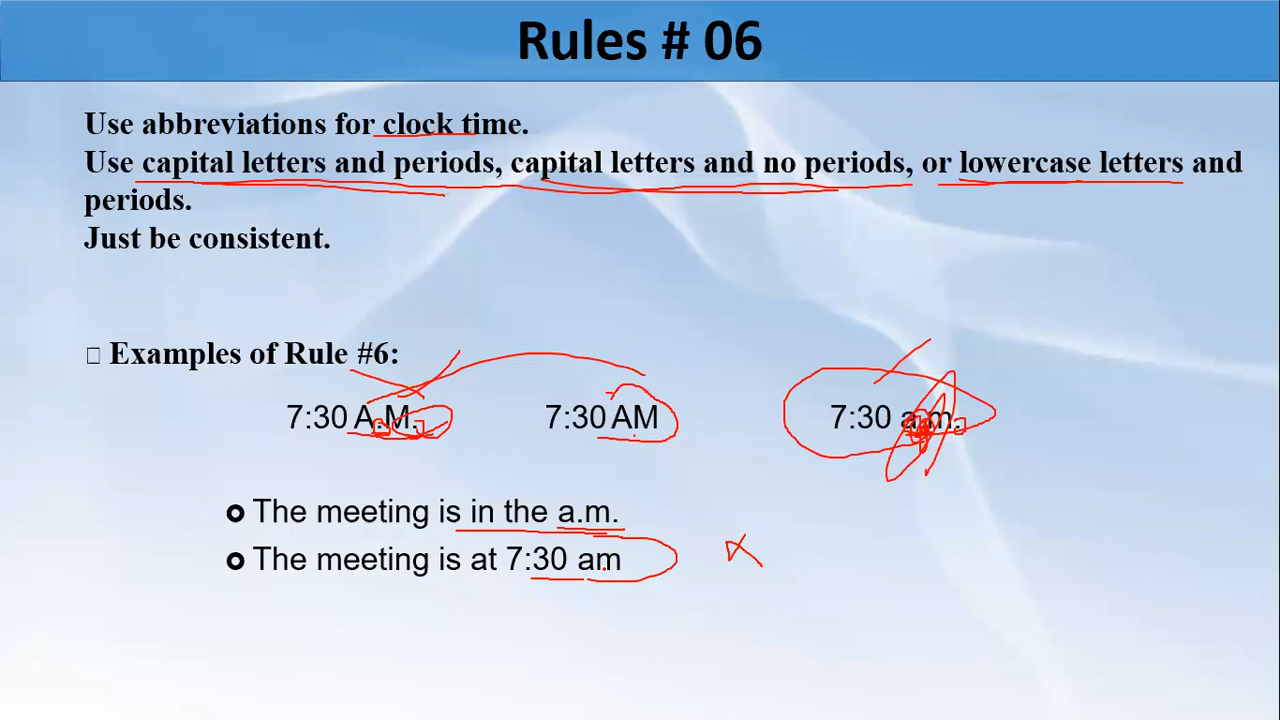 Rules # 06
Use abbreviations for clock time.
Use capital letters and periods, capital letters and no periods, or lowercase letters and
periods.
Just be consistent.
Examples of Rule #6:
7:30 A.M. 7:30 AM 7:30 a.m.
The meeting is in the a.m.
The meeting is at 7:30 am